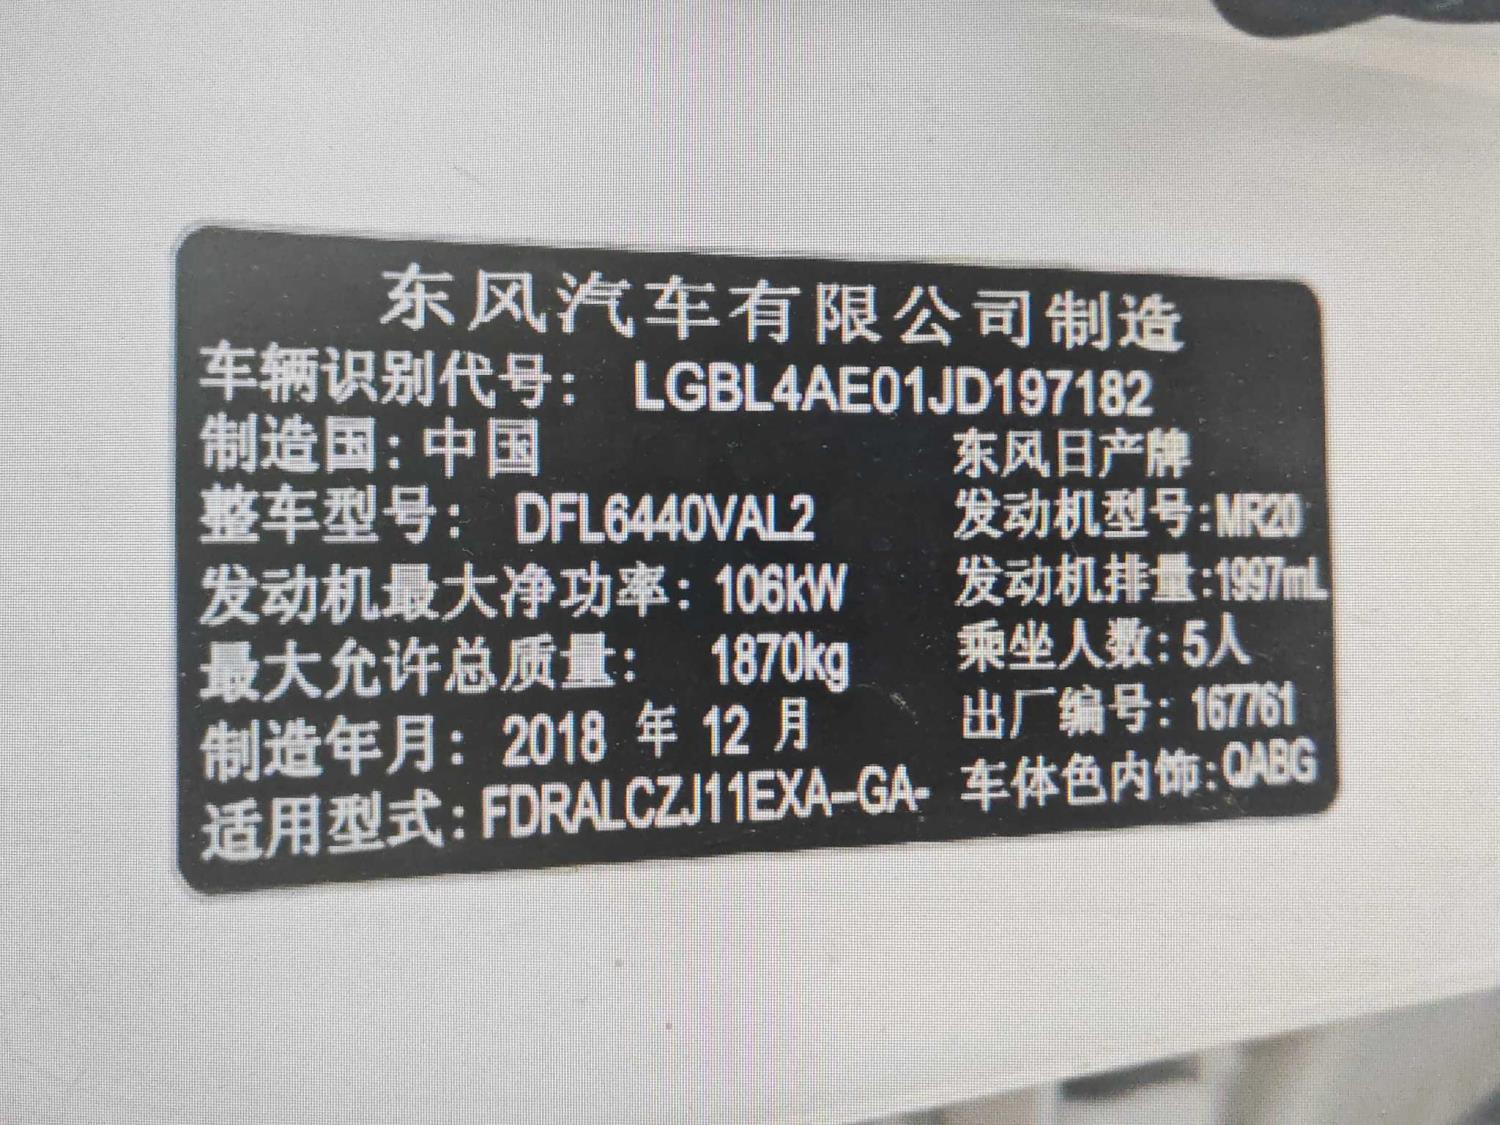 东风汽车有限公司制造
车辆识别代号：LGBL4AE01JD197182
制造国：中国 东风日产牌
整车型号：DFL6440VAL2 发动机型号：MR20
发动机最大净功率：106kW 发动机排量：1997mL
最大允许总质量：1870kg 乘坐人数：5人
制造年月：2018 年 12 月 出厂编号：167761
适用型式：FDRALCZJ11EXA-GA- 车体色内饰：QABG